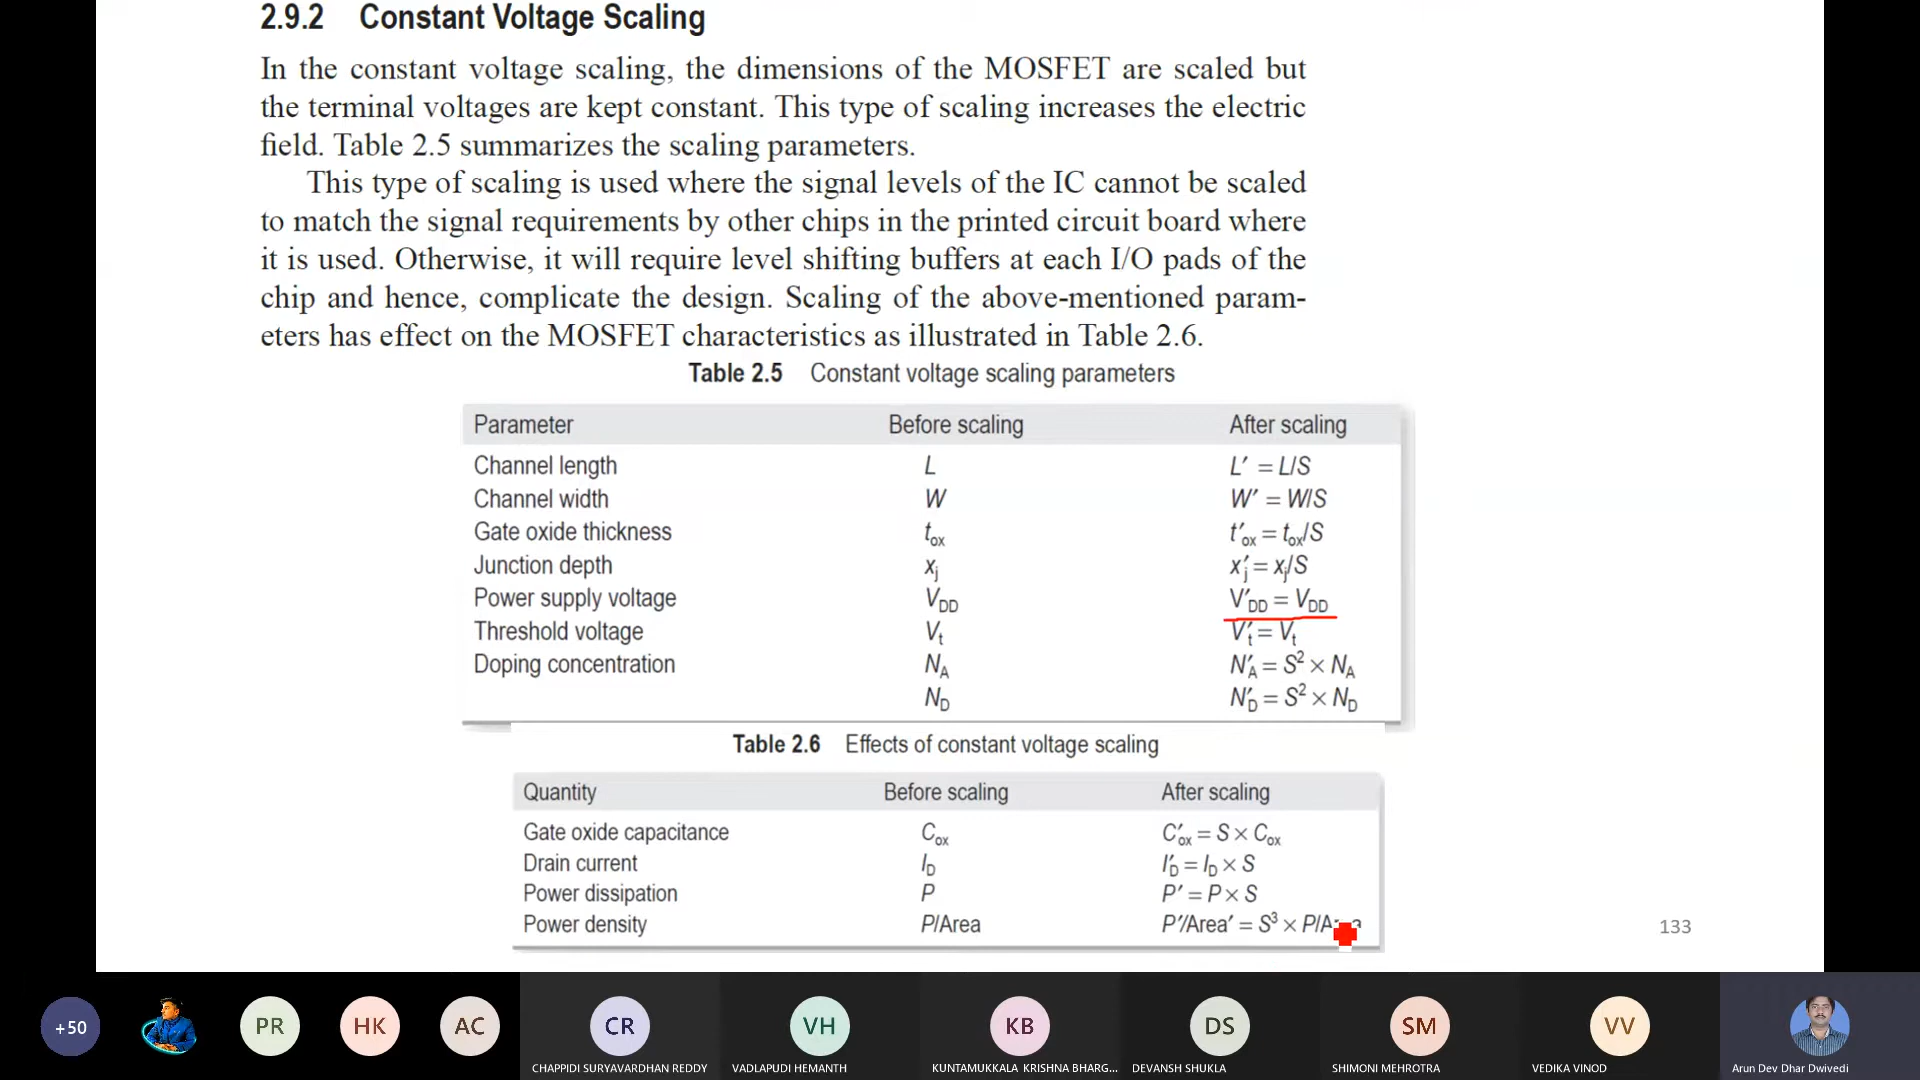 2.9.2 Constant Voltage Scaling
In the constant voltage scaling, the dimensions of the MOSFET are scaled but
the terminal voltages are kept constant. This type of scaling increases the electric
field. Table 2.5 summarizes the scaling parameters.
This type of scaling is used where the signal levels of the IC cannot be scaled
to match the signal requirements by other chips in the printed circuit board where
it is used. Otherwise, it will require level shifting buffers at each I/O pads of the
chip and hence, complicate the design. Scaling of the above-mentioned param-
eters has effect on the MOSFET characteristics as illustrated in Table 2.6.
Table 2.5 Constant voltage scaling parameters
Parameter Before scaling After scaling
Channel length L L′ = L/S
Channel width W W′ = W/S
Gate oxide thickness tox t′ox = tox/S
Junction depth xj x′j = xj/S
Power supply voltage VDD V′DD = VDD
Threshold voltage Vt V′t = Vt
Doping concentration NA N′A = S² × NA
ND N′D = S² × ND
Table 2.6 Effects of constant voltage scaling
Quantity Before scaling After scaling
Gate oxide capacitance Cox C′ox = S × Cox
Drain current ID I′D = ID × S
Power dissipation P P′ = P × S
Power density P/Area P′/Area′ = S³ ×
133
+50 PR HK AC CR VH KB DS SM VV
CHAPPIDI SURYAVARDHAN REDDY VADLAPUDI HEMANTH KUNTAMUKKALA KRISHNA BHARG... DEVANSH SHUKLA SHIMONI MEHROTRA VEDIKA VINOD Arun Dev Dhar Dwivedi